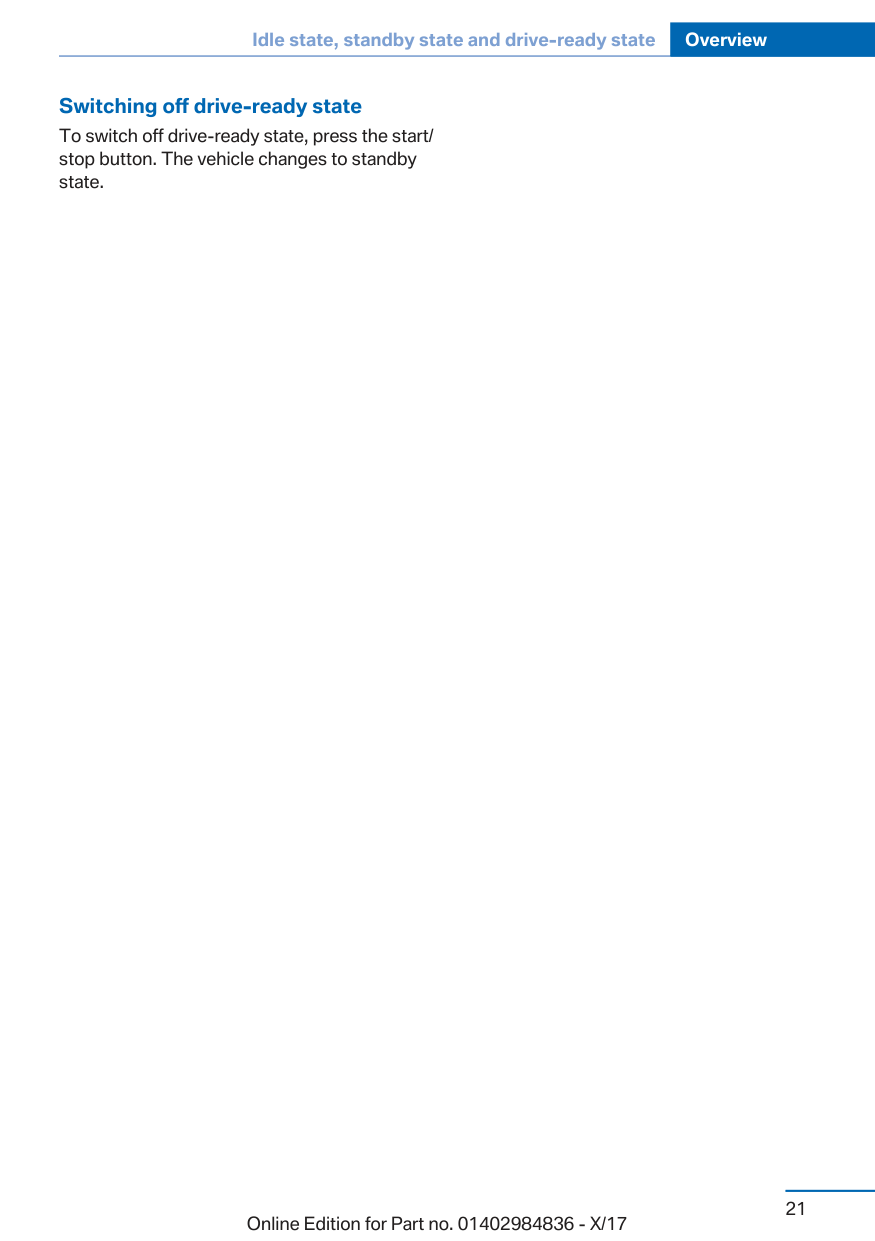 Idle state, standby state and drive-ready state Overview
Switching off drive-ready state
To switch off drive-ready state, press the start/
stop button. The vehicle changes to standby
state.
21
Online Edition for Part no. 01402984836 - X/17